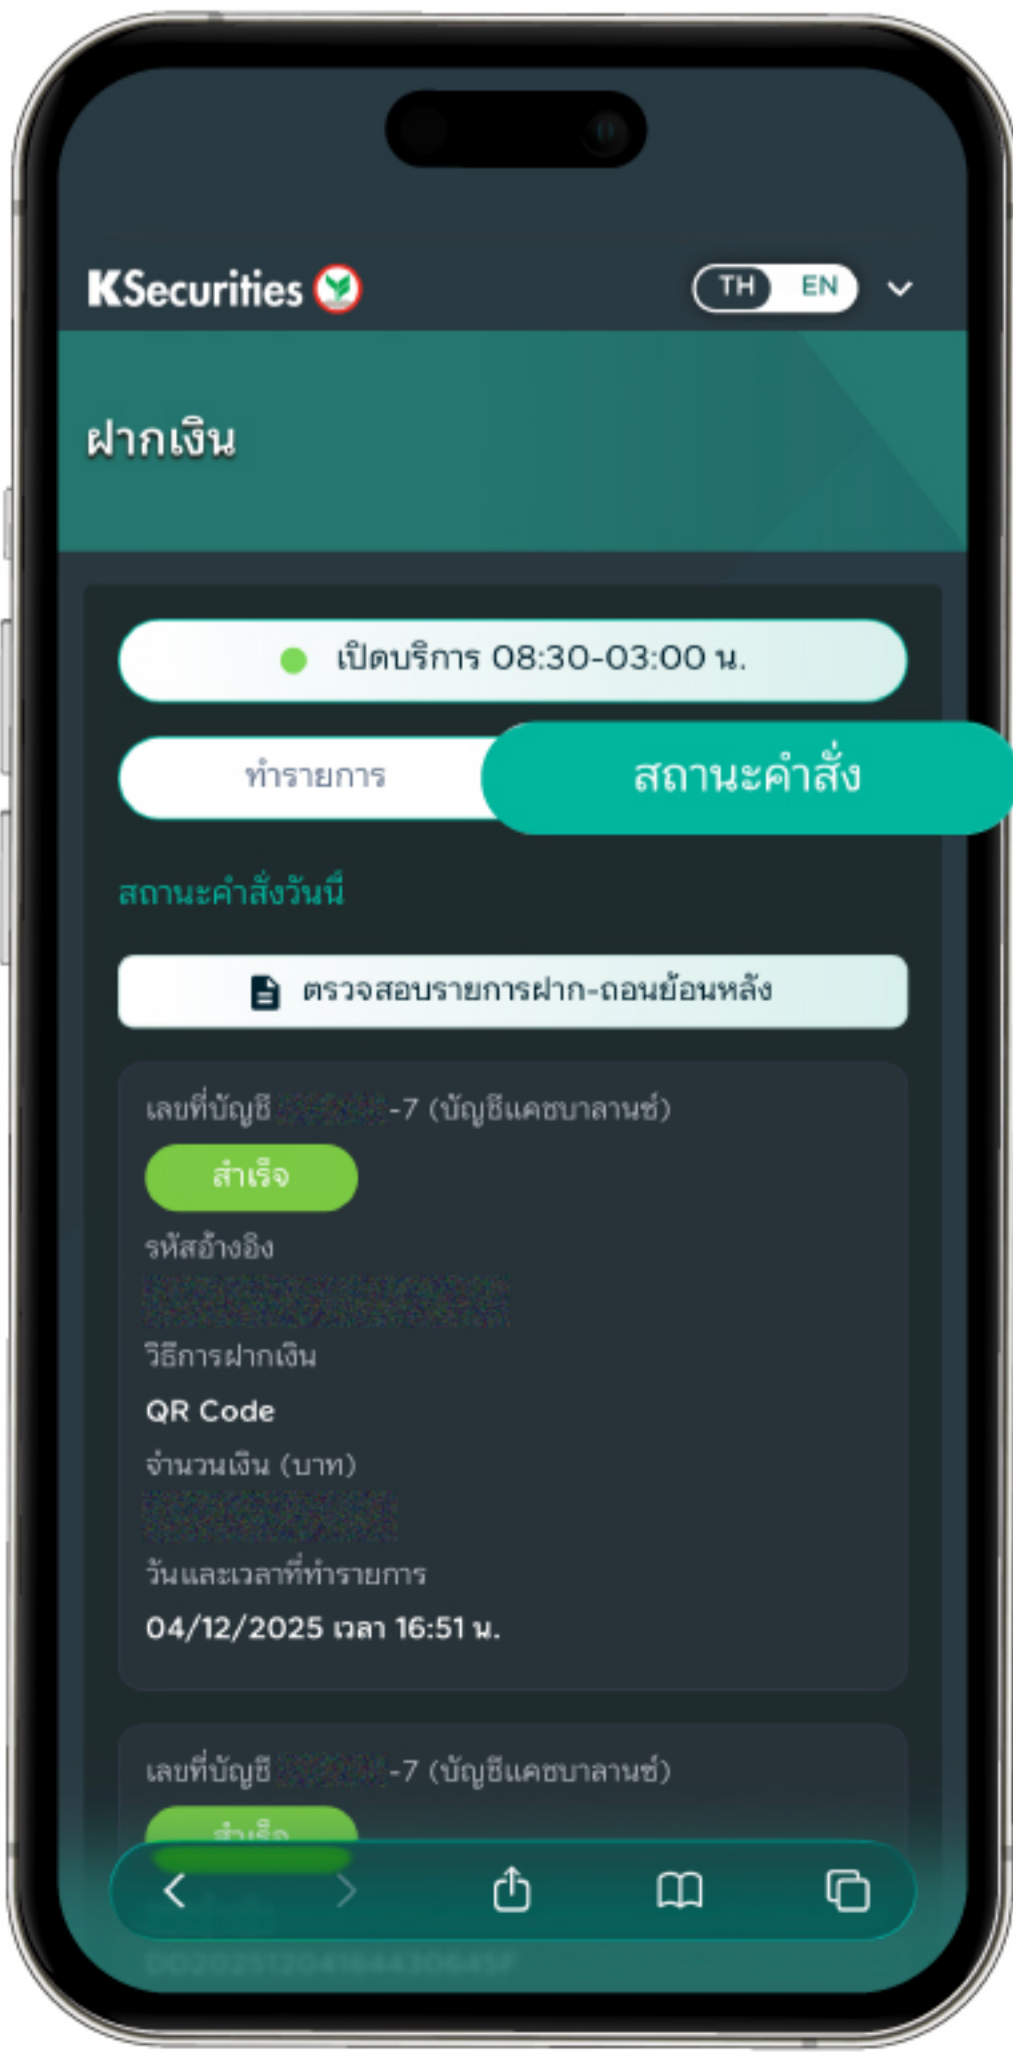 KSecurities
TH EN
ฝากเงิน
เปิดบริการ 08:30-03:00 น.
ทำรายการ สถานะคำสั่ง
สถานะคำสั่งวันนี้
ตรวจสอบรายการฝาก-ถอนย้อนหลัง
เลขที่บัญชี -7 (บัญชีแคชบาลานซ์)
สำเร็จ
รหัสอ้างอิง
วิธีการฝากเงิน
QR Code
จำนวนเงิน (บาท)
วันและเวลาที่ทำรายการ
04/12/2025 เวลา 16:51 น.
เลขที่บัญชี -7 (บัญชีแคชบาลานซ์)
สำเร็จ